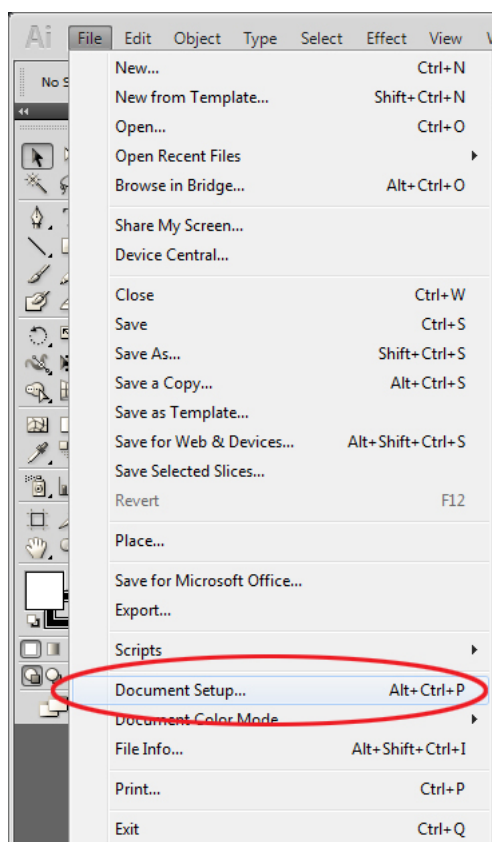 Ai File Edit Object Type Select Effect View
No S
New... Ctrl+N
New from Template... Shift+Ctrl+N
Open... Ctrl+O
Open Recent Files
Browse in Bridge... Alt+Ctrl+O
Share My Screen...
Device Central...
Close Ctrl+W
Save Ctrl+S
Save As... Shift+Ctrl+S
Save a Copy... Alt+Ctrl+S
Save as Template...
Save for Web & Devices... Alt+Shift+Ctrl+S
Save Selected Slices...
Revert F12
Place...
Save for Microsoft Office...
Export...
Scripts
Document Setup... Alt+Ctrl+P
Document Color Mode
File Info... Alt+Shift+Ctrl+I
Print... Ctrl+P
Exit Ctrl+Q